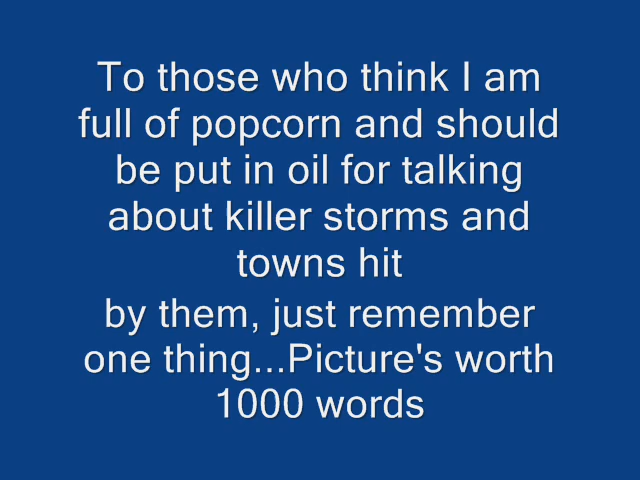 To those who think I am
full of popcorn and should
be put in oil for talking
about killer storms and
towns hit
by them, just remember
one thing...Picture's worth
1000 words